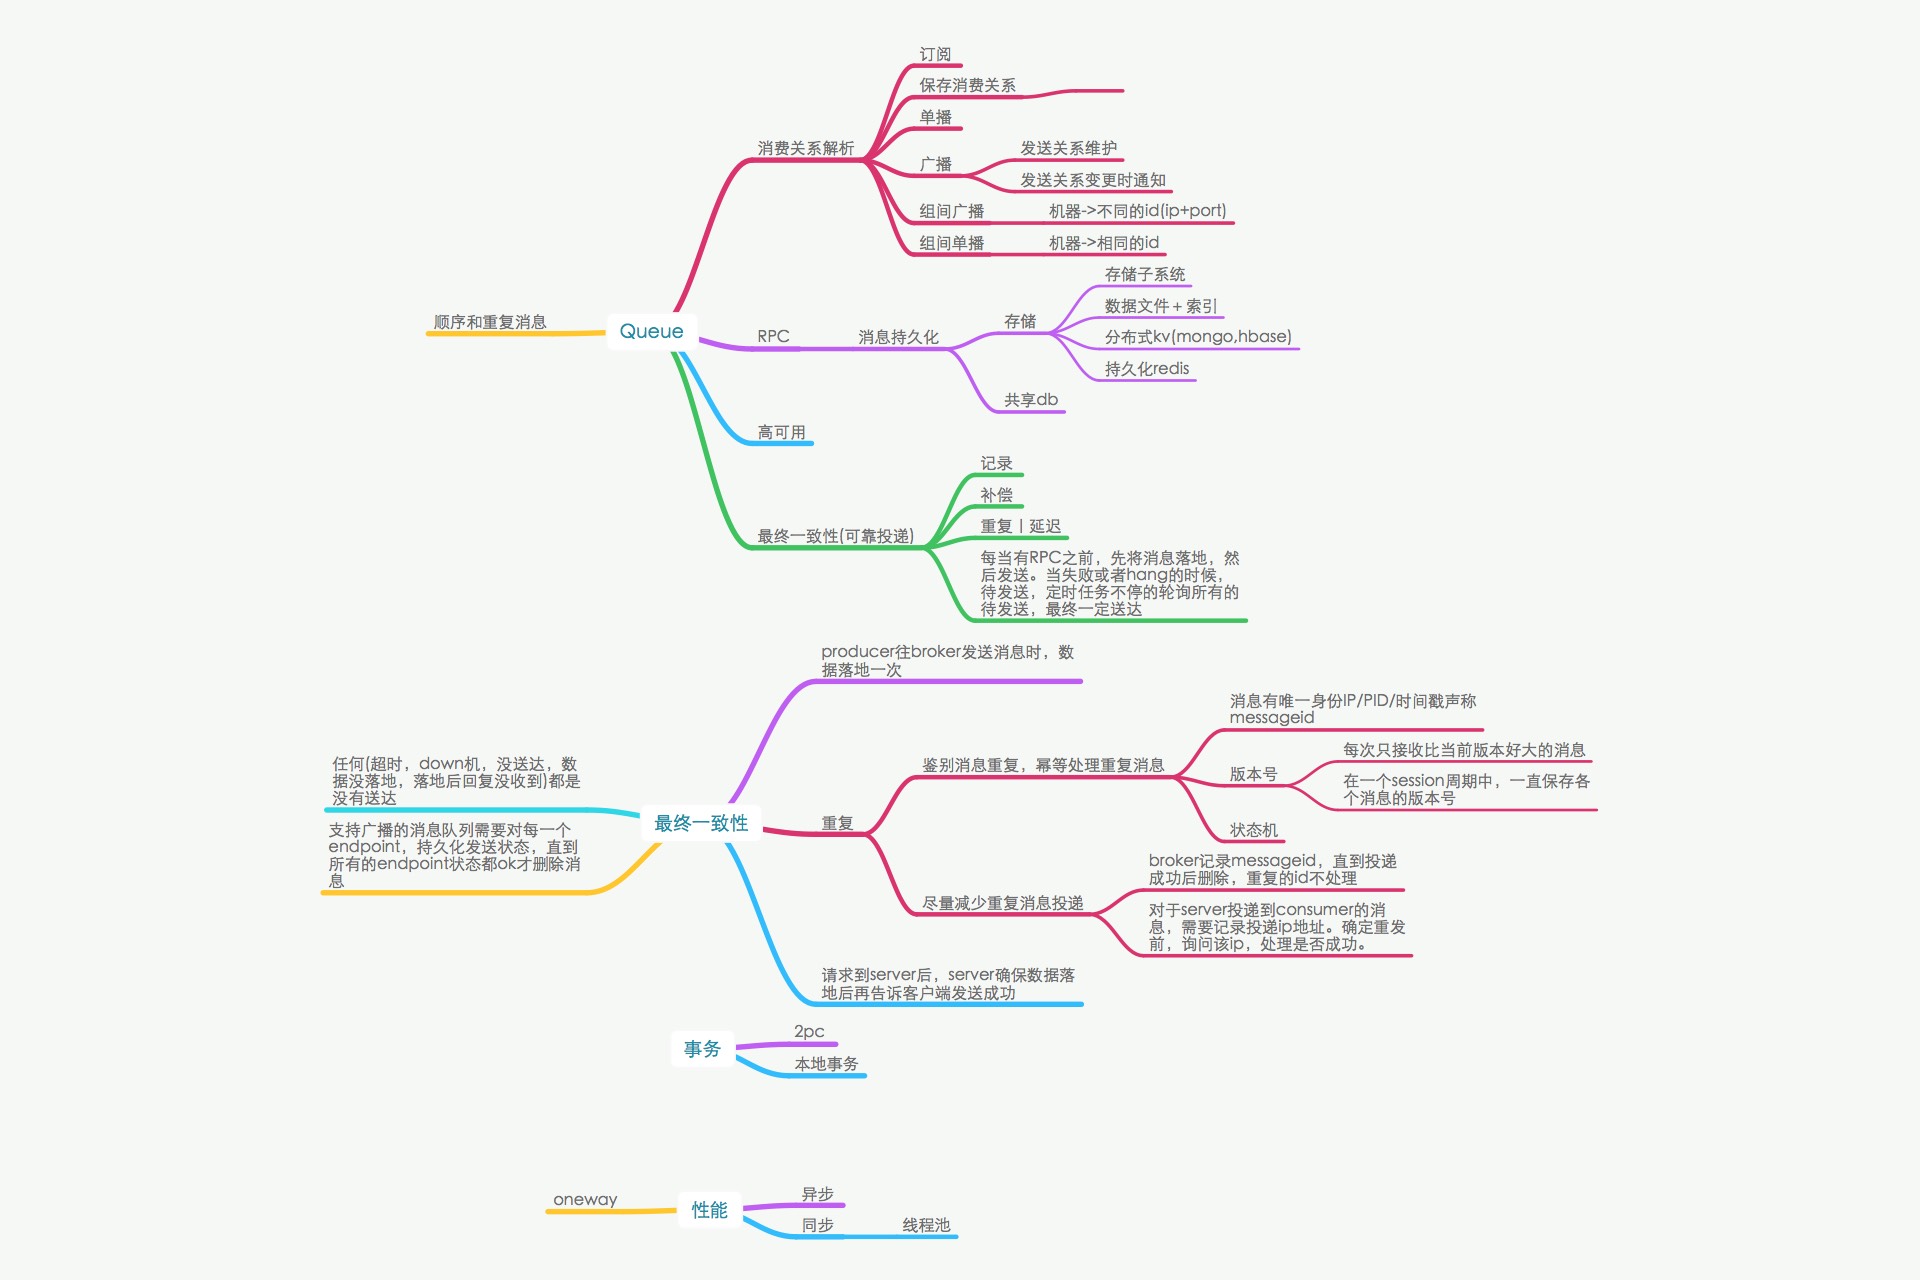 订阅
保存消费关系
单播
消费关系解析
广播
发送关系维护
发送关系变更时通知
组间广播
机器->不同的id(ip+port)
组间单播
机器->相同的id
顺序和重复消息
Queue
RPC
消息持久化
存储
存储子系统
数据文件＋索引
分布式kv(mongo,hbase)
持久化redis
共享db
高可用
最终一致性(可靠投递)
记录
补偿
重复丨延迟
每当有RPC之前，先将消息落地，然
后发送。当失败或者hang的时候，
待发送，定时任务不停的轮询所有的
待发送，最终一定送达
producer往broker发送消息时，数
据落地一次
任何(超时，down机，没送达，数
据没落地，落地后回复没收到)都是
没有送达
支持广播的消息队列需要对每一个
endpoint，持久化发送状态，直到
所有的endpoint状态都ok才删除消
息
最终一致性
重复
鉴别消息重复，幂等处理重复消息
消息有唯一身份IP/PID/时间戳声称
messageid
版本号
每次只接收比当前版本好大的消息
在一个session周期中，一直保存各
个消息的版本号
状态机
尽量减少重复消息投递
broker记录messageid，直到投递
成功后删除，重复的id不处理
对于server投递到consumer的消
息，需要记录投递ip地址。确定重发
前，询问该ip，处理是否成功。
请求到server后，server确保数据落
地后再告诉客户端发送成功
事务
2pc
本地事务
oneway
性能
异步
同步
线程池